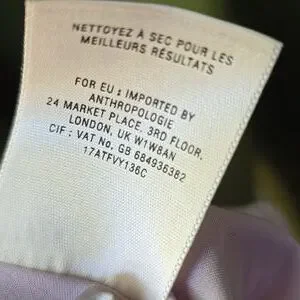 NETTOYEZ À SEC POUR LES
MEILLEURS RÉSULTATS
FOR EU : IMPORTED BY
ANTHROPOLOGIE
24 MARKET PLACE, 3RD FLOOR,
LONDON, UK W1W8AN
CIF : VAT No. GB 684936382
17ATFVY136C